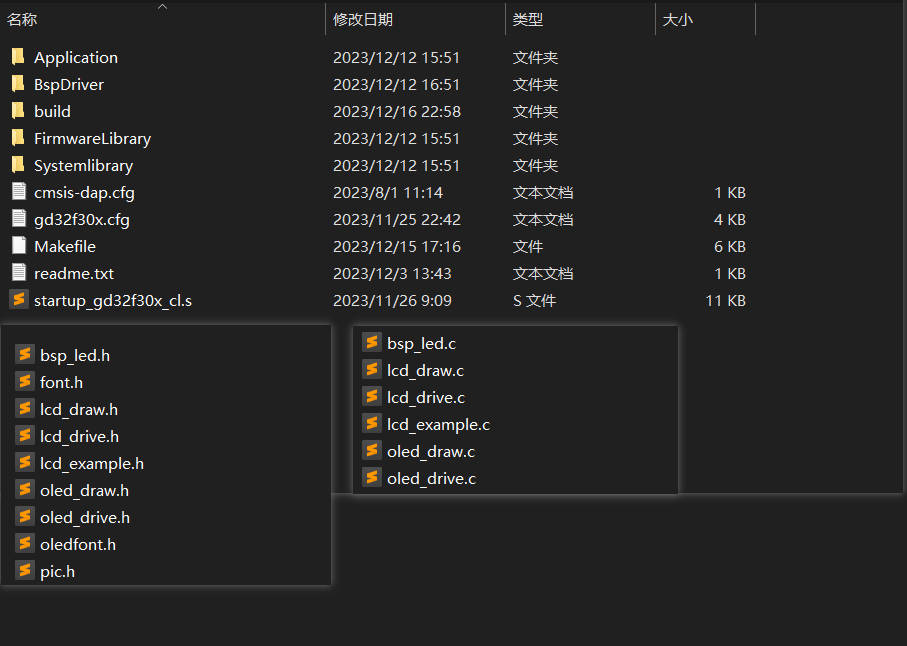 名称 修改日期 类型 大小
Application 2023/12/12 15:51 文件夹
BspDriver 2023/12/12 16:51 文件夹
build 2023/12/16 22:58 文件夹
FirmwareLibrary 2023/12/12 15:51 文件夹
Systemlibrary 2023/12/12 15:51 文件夹
cmsis-dap.cfg 2023/8/1 11:14 文本文档 1 KB
gd32f30x.cfg 2023/11/25 22:42 文本文档 4 KB
Makefile 2023/12/15 17:16 文件 6 KB
readme.txt 2023/12/3 13:43 文本文档 1 KB
startup_gd32f30x_cl.s 2023/11/26 9:09 S 文件 11 KB
bsp_led.h
font.h
lcd_draw.h
lcd_drive.h
lcd_example.h
oled_draw.h
oled_drive.h
oledfont.h
pic.h
bsp_led.c
lcd_draw.c
lcd_drive.c
lcd_example.c
oled_draw.c
oled_drive.c